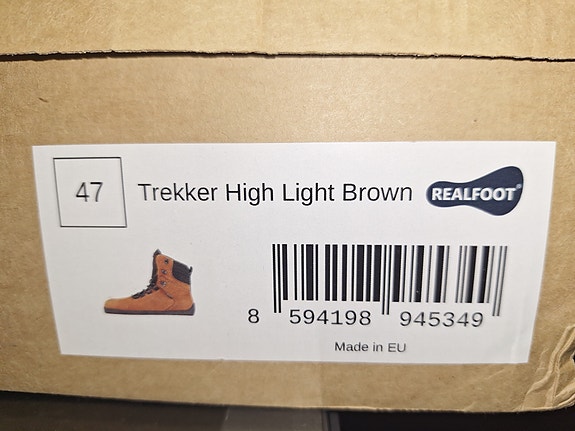 47 Trekker High Light Brown REALFOOT®
8 594198 945349
Made in EU